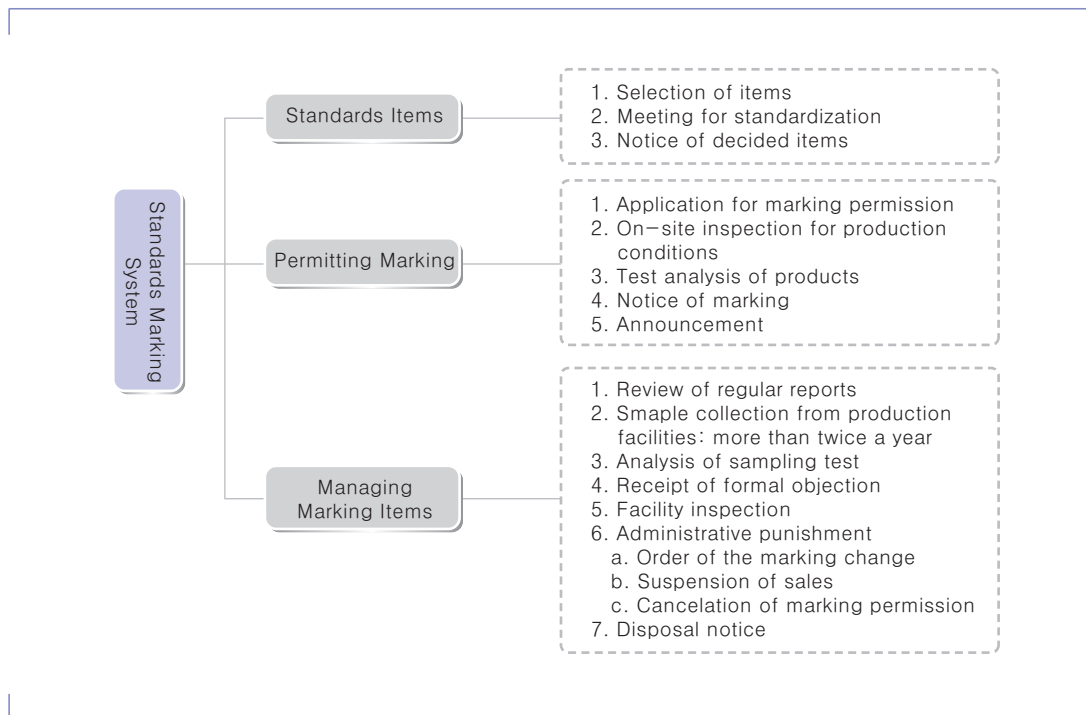 Standards Marking
System
Standards Items
1. Selection of items
2. Meeting for standardization
3. Notice of decided items
Permitting Marking
1. Application for marking permission
2. On-site inspection for production
conditions
3. Test analysis of products
4. Notice of marking
5. Announcement
Managing
Marking Items
1. Review of regular reports
2. Smaple collection from production
facilities: more than twice a year
3. Analysis of sampling test
4. Receipt of formal objection
5. Facility inspection
6. Administrative punishment
a. Order of the marking change
b. Suspension of sales
c. Cancelation of marking permission
7. Disposal notice